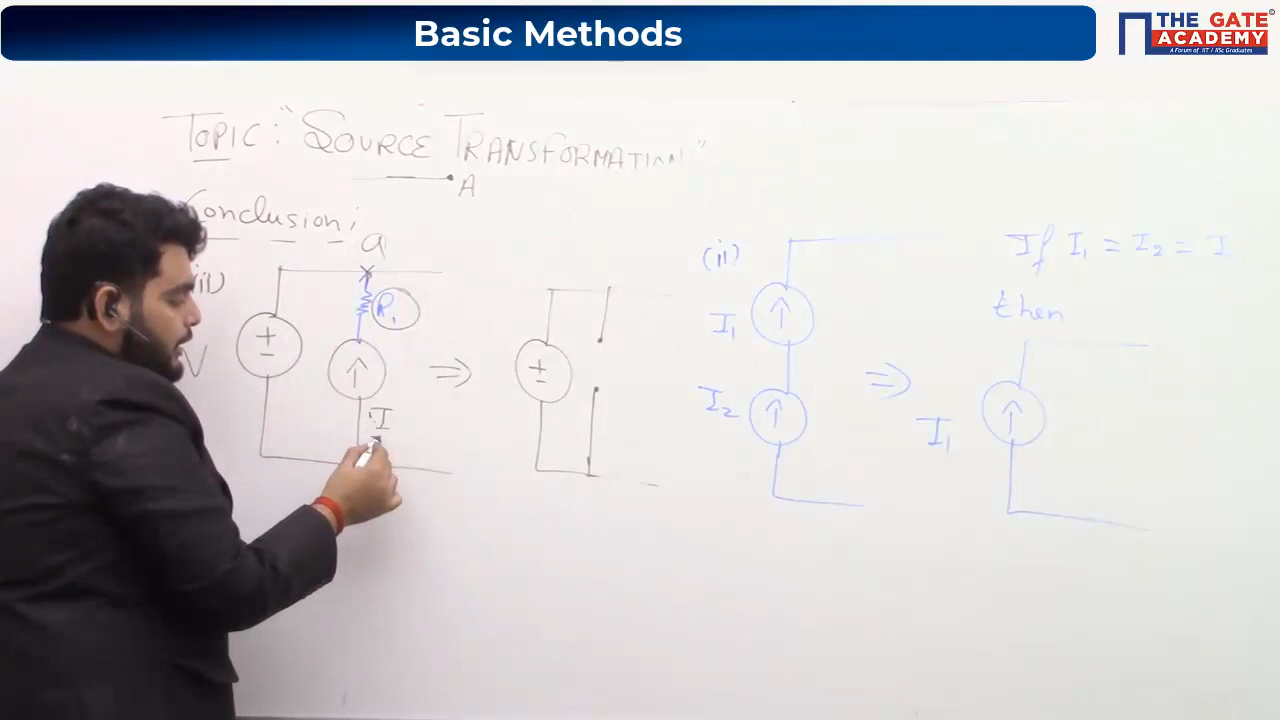 Basic Methods
THE GATE ACADEMY
A Forum of IIT / IISc Graduates
TOPIC: "SOURCE TRANSFORMATION"
A
Conclusion:
a
R₁
V
I
(ii)
I₁
I₂
⇒
⇒
If I₁ = I₂ = I
then
I₁